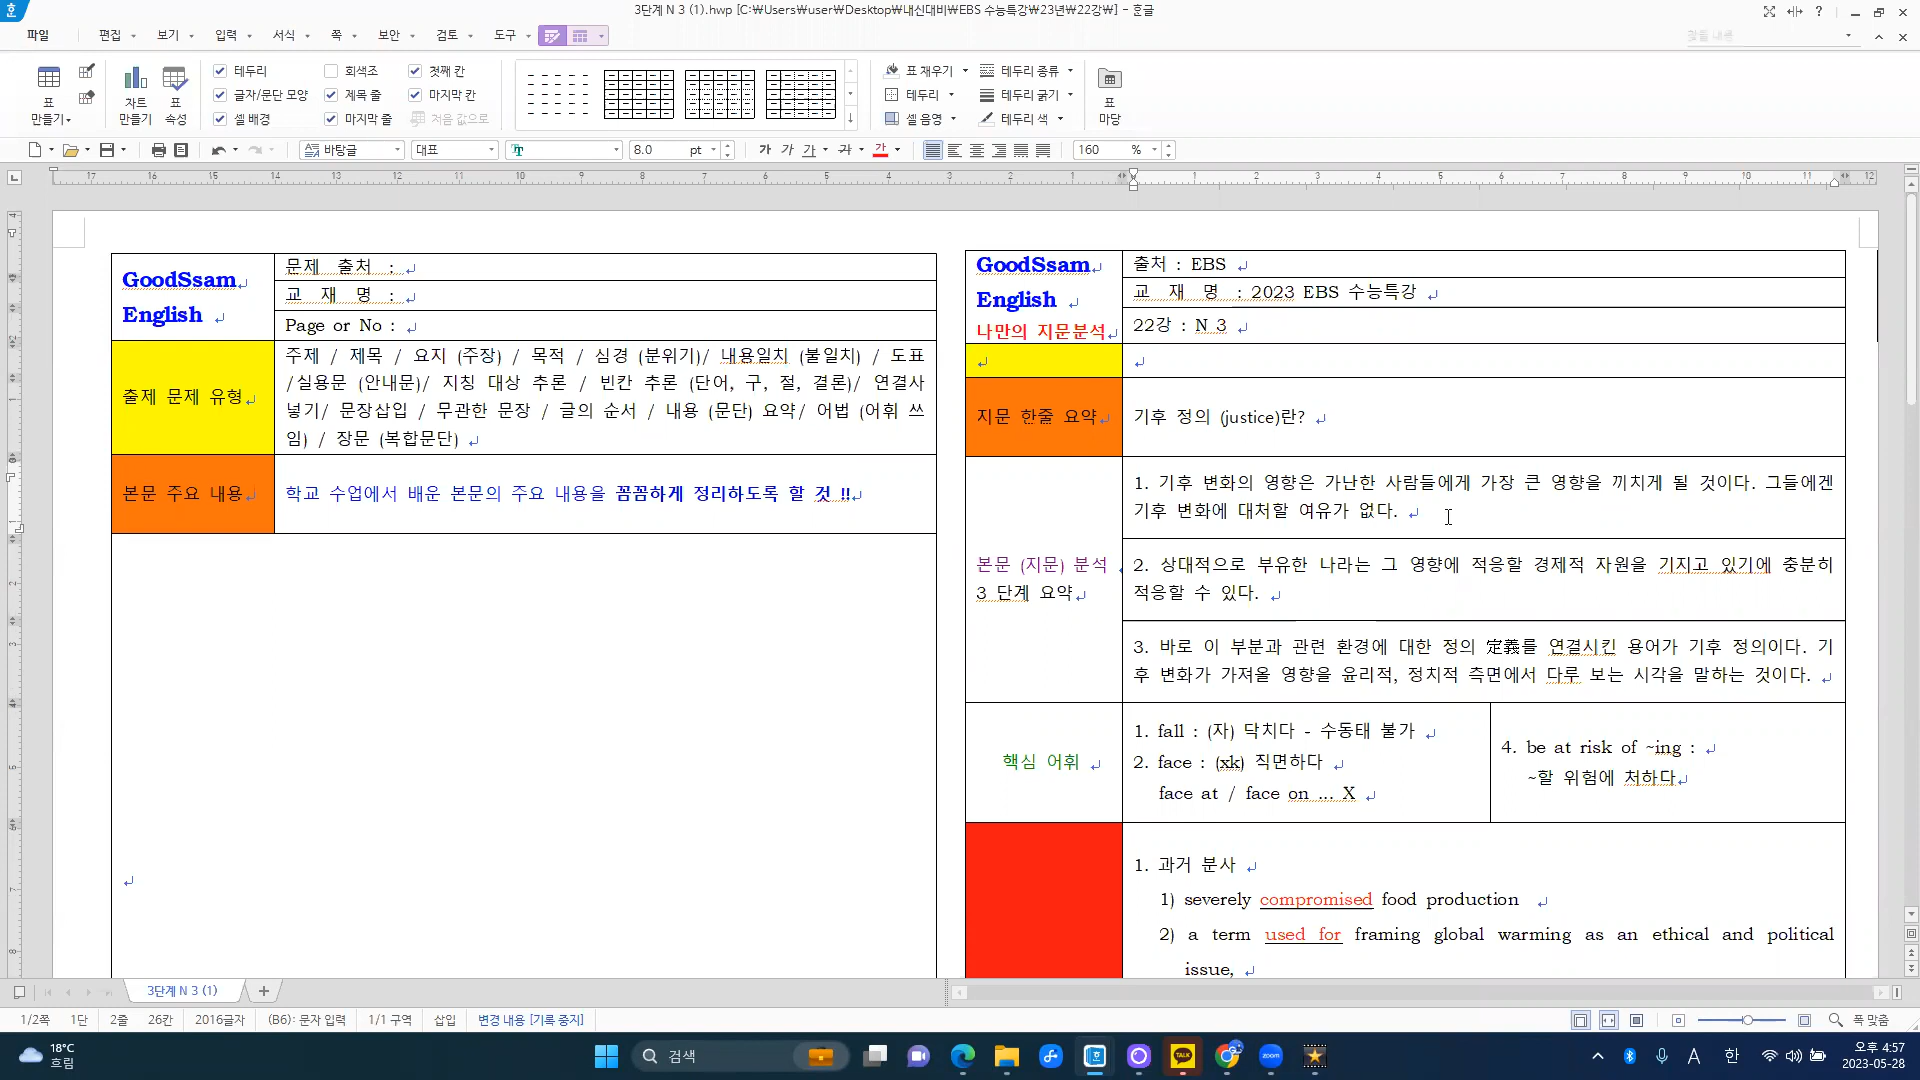 3단계 N 3 (1).hwp [C:₩Users₩user₩Desktop₩내신대비₩EBS 수능특강₩23년₩22강₩] - 한글
파일 편집 보기 입력 서식 쪽 보안 검토 도구
찾을 내용
표 만들기
차트 만들기
표 속성
테두리 회색조 첫째 칸
글자/문단 모양 제목 줄 마지막 칸
셀 배경 마지막 줄 처음 값으로
표 채우기 테두리 종류
테두리 테두리 굵기
셀 음영 테두리 색
표 마당
바탕글 대표 8.0 pt 가 가 가 가 가 160 %
GoodSsam
English
문제 출처 :
교 재 명 :
Page or No :
출제 문제 유형
주제 / 제목 / 요지 (주장) / 목적 / 심경 (분위기)/ 내용일치 (불일치) / 도표
/실용문 (안내문)/ 지칭 대상 추론 / 빈칸 추론 (단어, 구, 절, 결론)/ 연결사
넣기/ 문장삽입 / 무관한 문장 / 글의 순서 / 내용 (문단) 요약/ 어법 (어휘 쓰
임) / 장문 (복합문단)
본문 주요 내용
학교 수업에서 배운 본문의 주요 내용을 꼼꼼하게 정리하도록 할 것 !!
GoodSsam
English
나만의 지문분석
출처 : EBS
교 재 명 : 2023 EBS 수능특강
22강 : N 3
지문 한줄 요약
기후 정의 (justice)란?
본문 (지문) 분석
3 단계 요약
1. 기후 변화의 영향은 가난한 사람들에게 가장 큰 영향을 끼치게 될 것이다. 그들에겐
기후 변화에 대처할 여유가 없다.
2. 상대적으로 부유한 나라는 그 영향에 적응할 경제적 자원을 기지고 있기에 충분히
적응할 수 있다.
3. 바로 이 부분과 관련 환경에 대한 정의 定義를 연결시킨 용어가 기후 정의이다. 기
후 변화가 가져올 영향을 윤리적, 정치적 측면에서 다루 보는 시각을 말하는 것이다.
핵심 어휘
1. fall : (자) 닥치다 - 수동태 불가
2. face : (xk) 직면하다
face at / face on ... X
4. be at risk of ~ing :
~할 위험에 처하다
1. 과거 분사
1) severely compromised food production
2) a term used for framing global warming as an ethical and political
issue,
3단계 N 3 (1)
1/2쪽 1단 2줄 26칸 2016글자 (B6): 문자 입력 1/1 구역 삽입 변경 내용 [기록 중지] 폭 맞춤
18°C
흐림
검색
TALK
zoom
A 한
오후 4:57
2023-05-28